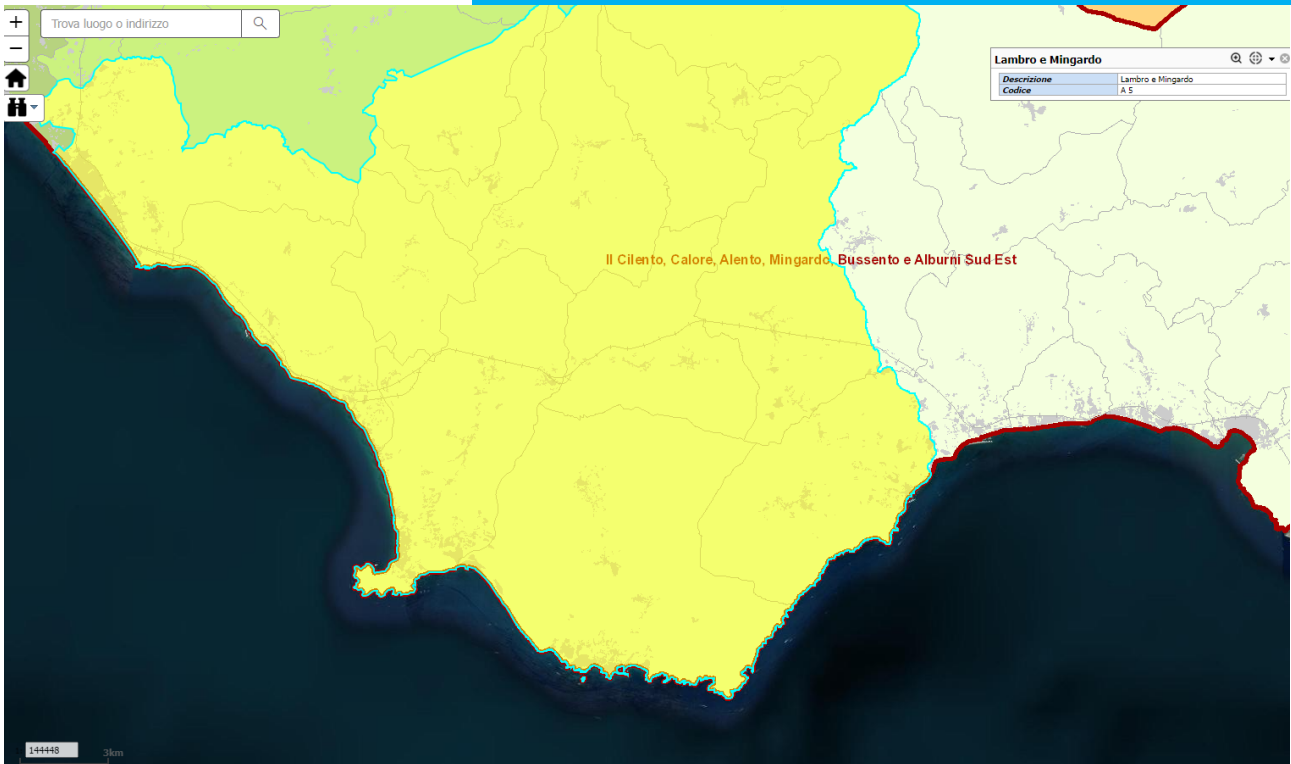 +
Trova luogo o indirizzo
−
Lambro e Mingardo
Descrizione Lambro e Mingardo
Codice A 5
Il Cilento, Calore, Alento, Mingardo, Bussento e Alburni Sud Est
144448
3km